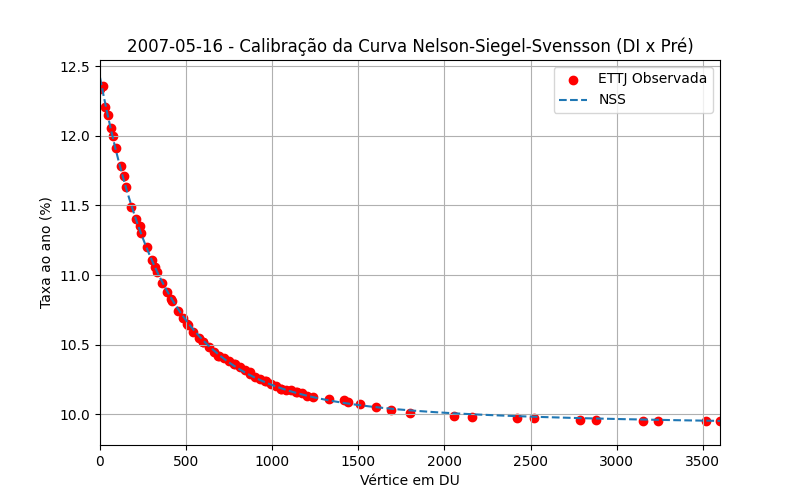 2007-05-16 - Calibração da Curva Nelson-Siegel-Svensson (DI x Pré)
ETTJ Observada
NSS
Taxa ao ano (%)
12.5
12.0
11.5
11.0
10.5
10.0
0 500 1000 1500 2000 2500 3000 3500
Vértice em DU